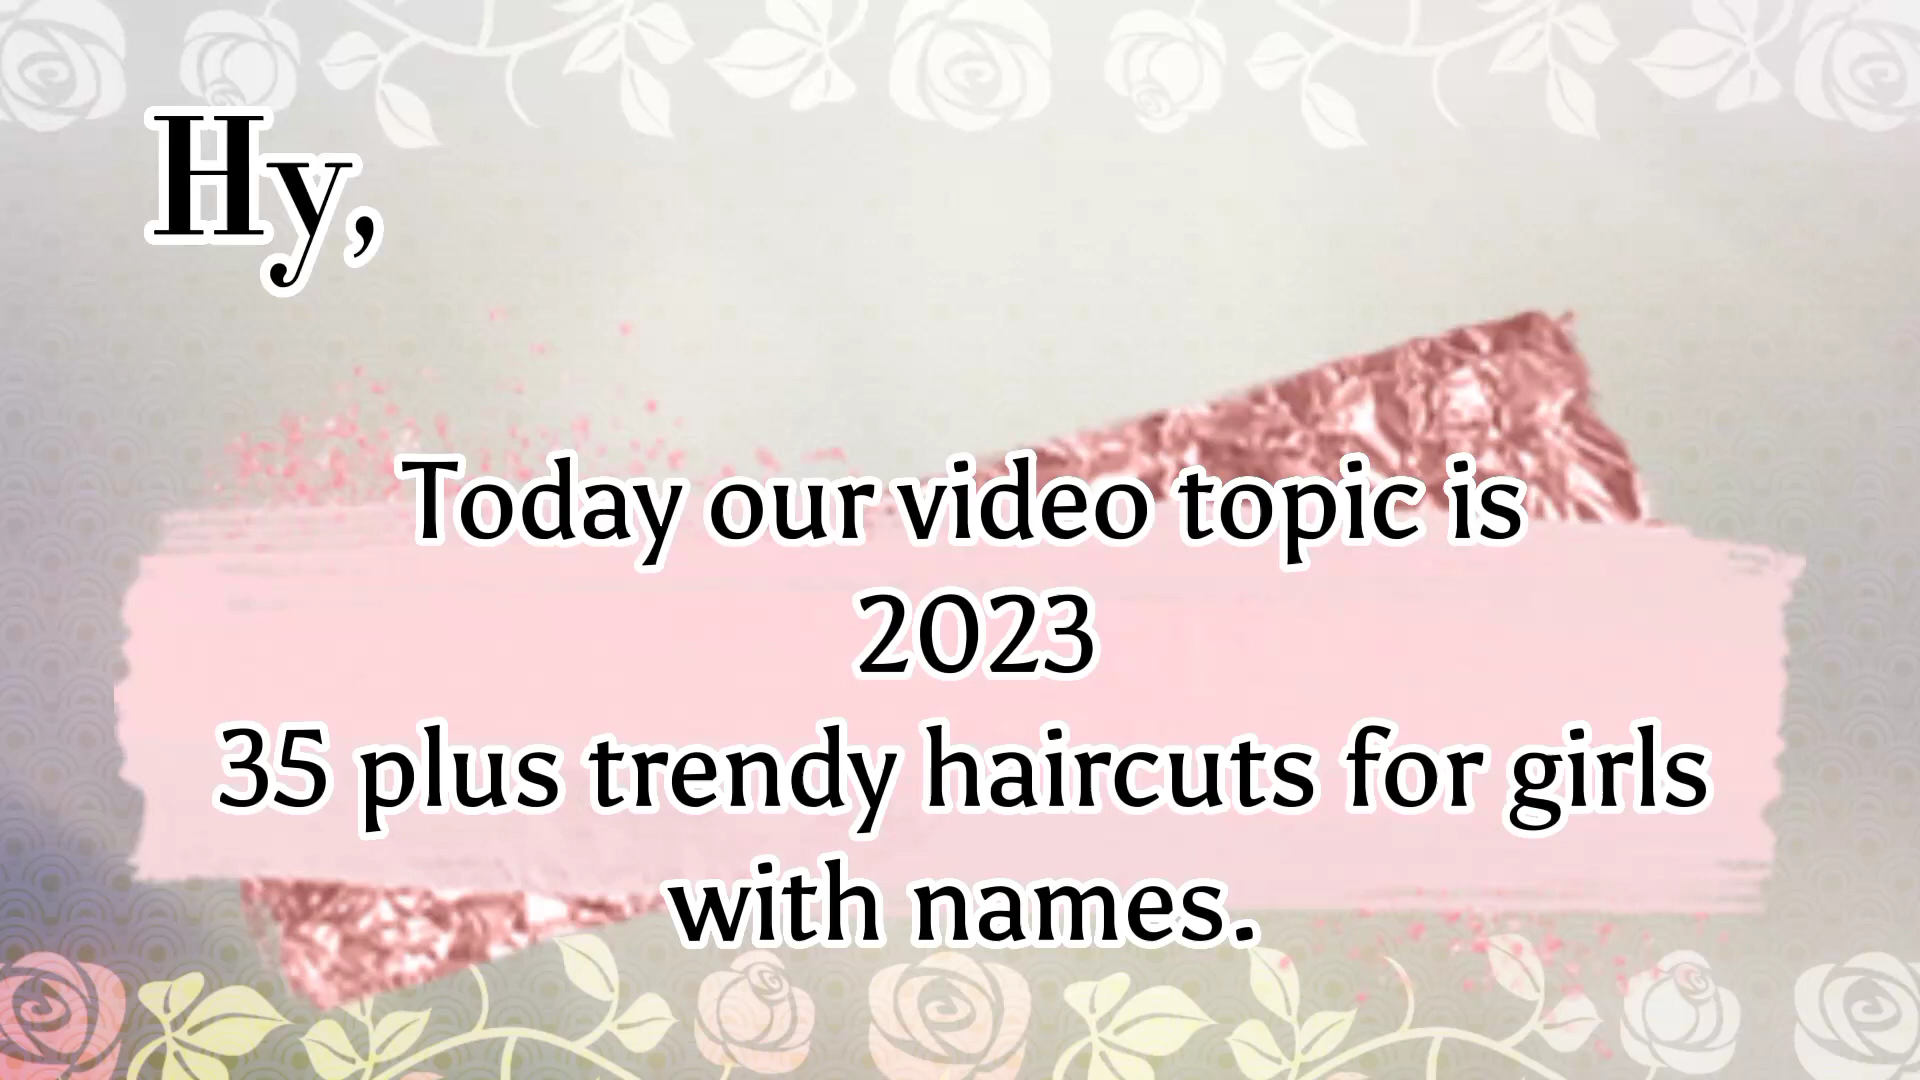 Hy,
Today our video topic is
2023
35 plus trendy haircuts for girls
with names.